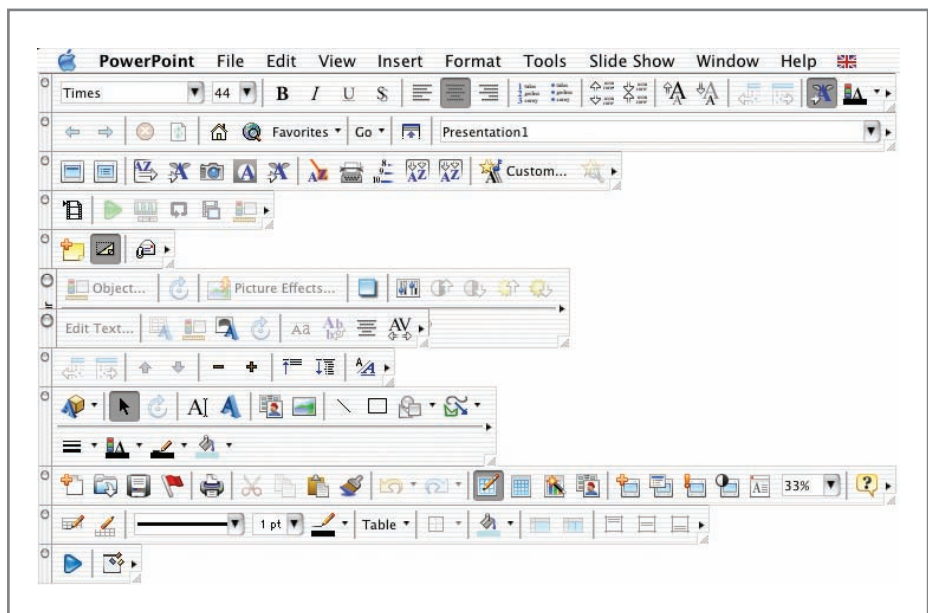 PowerPoint File Edit View Insert Format Tools Slide Show Window Help
Times 44 B I U S
Favorites Go Presentation1
Custom...
Object... Picture Effects...
Edit Text... Aa
33%
1 pt Table